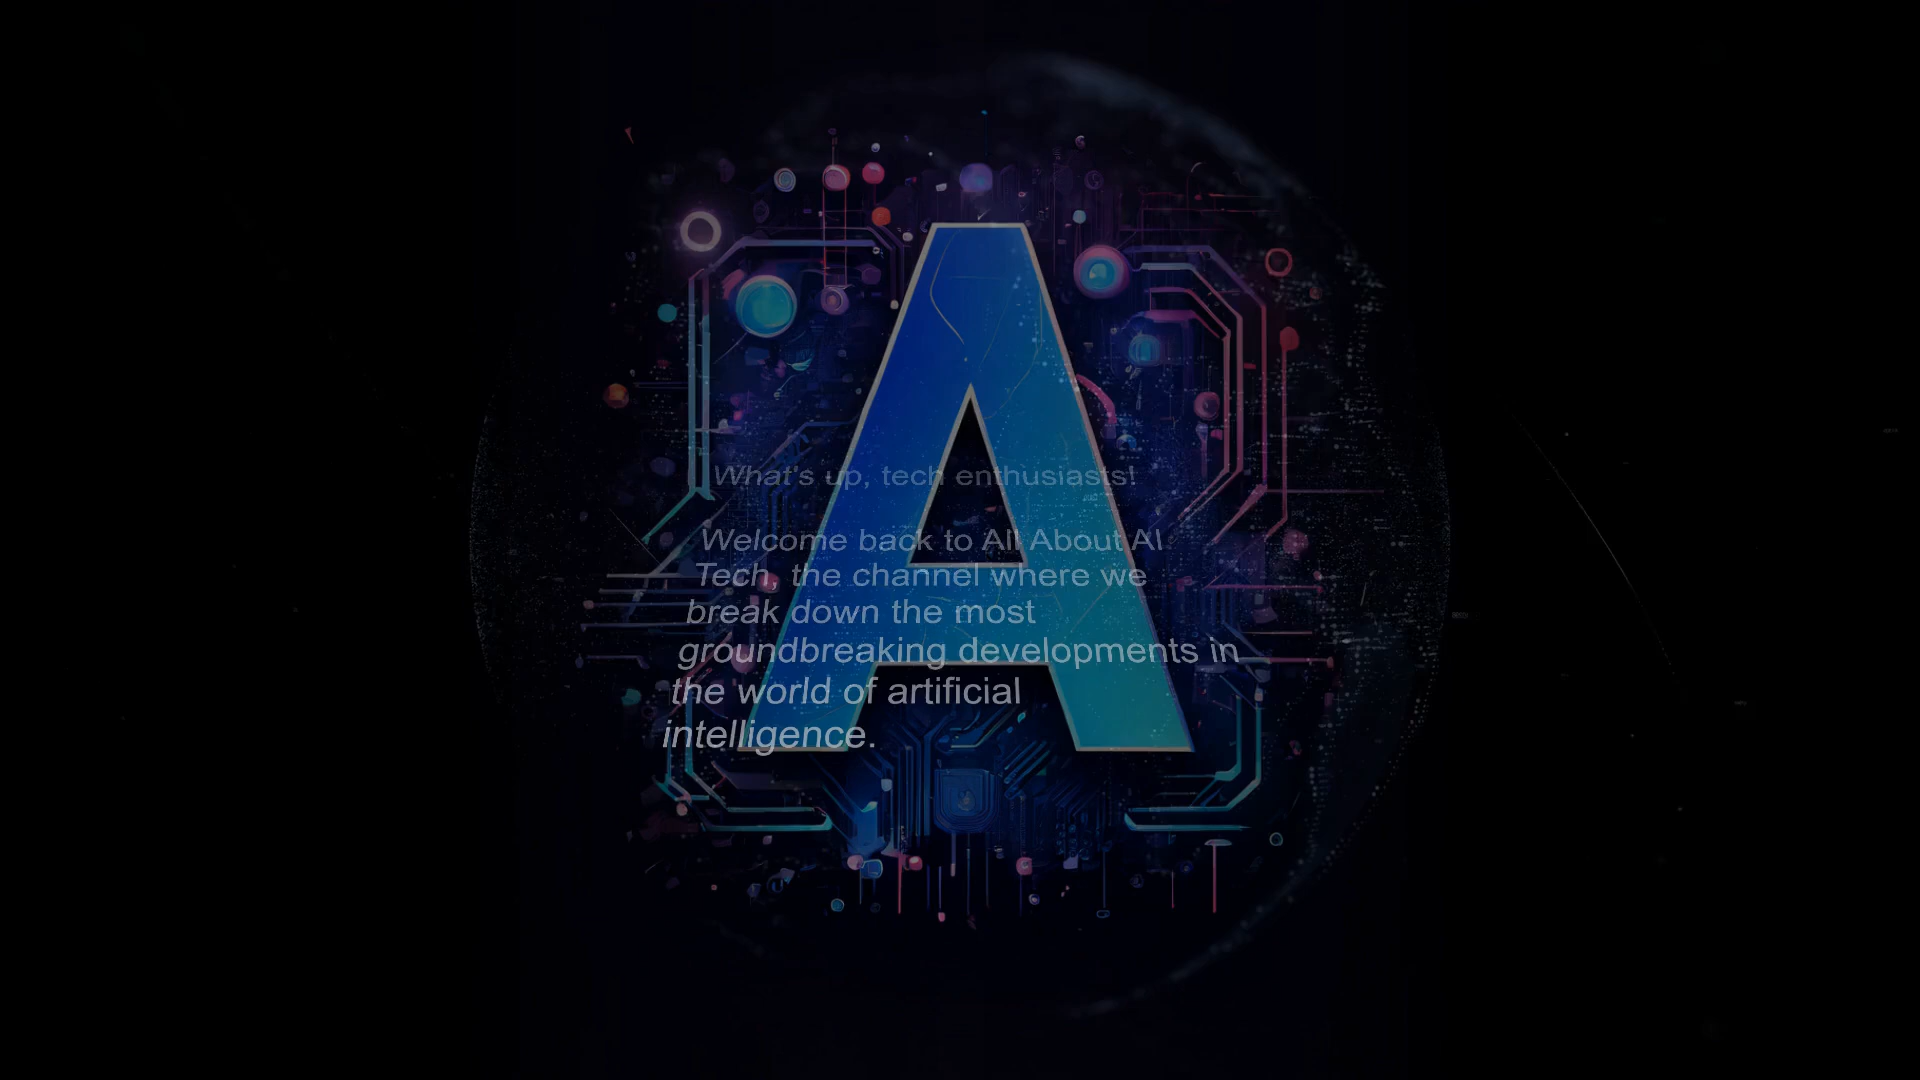 A
What's up, tech enthusiasts!
Welcome back to All About AI
Tech, the channel where we
break down the most
groundbreaking developments in
the world of artificial
intelligence.